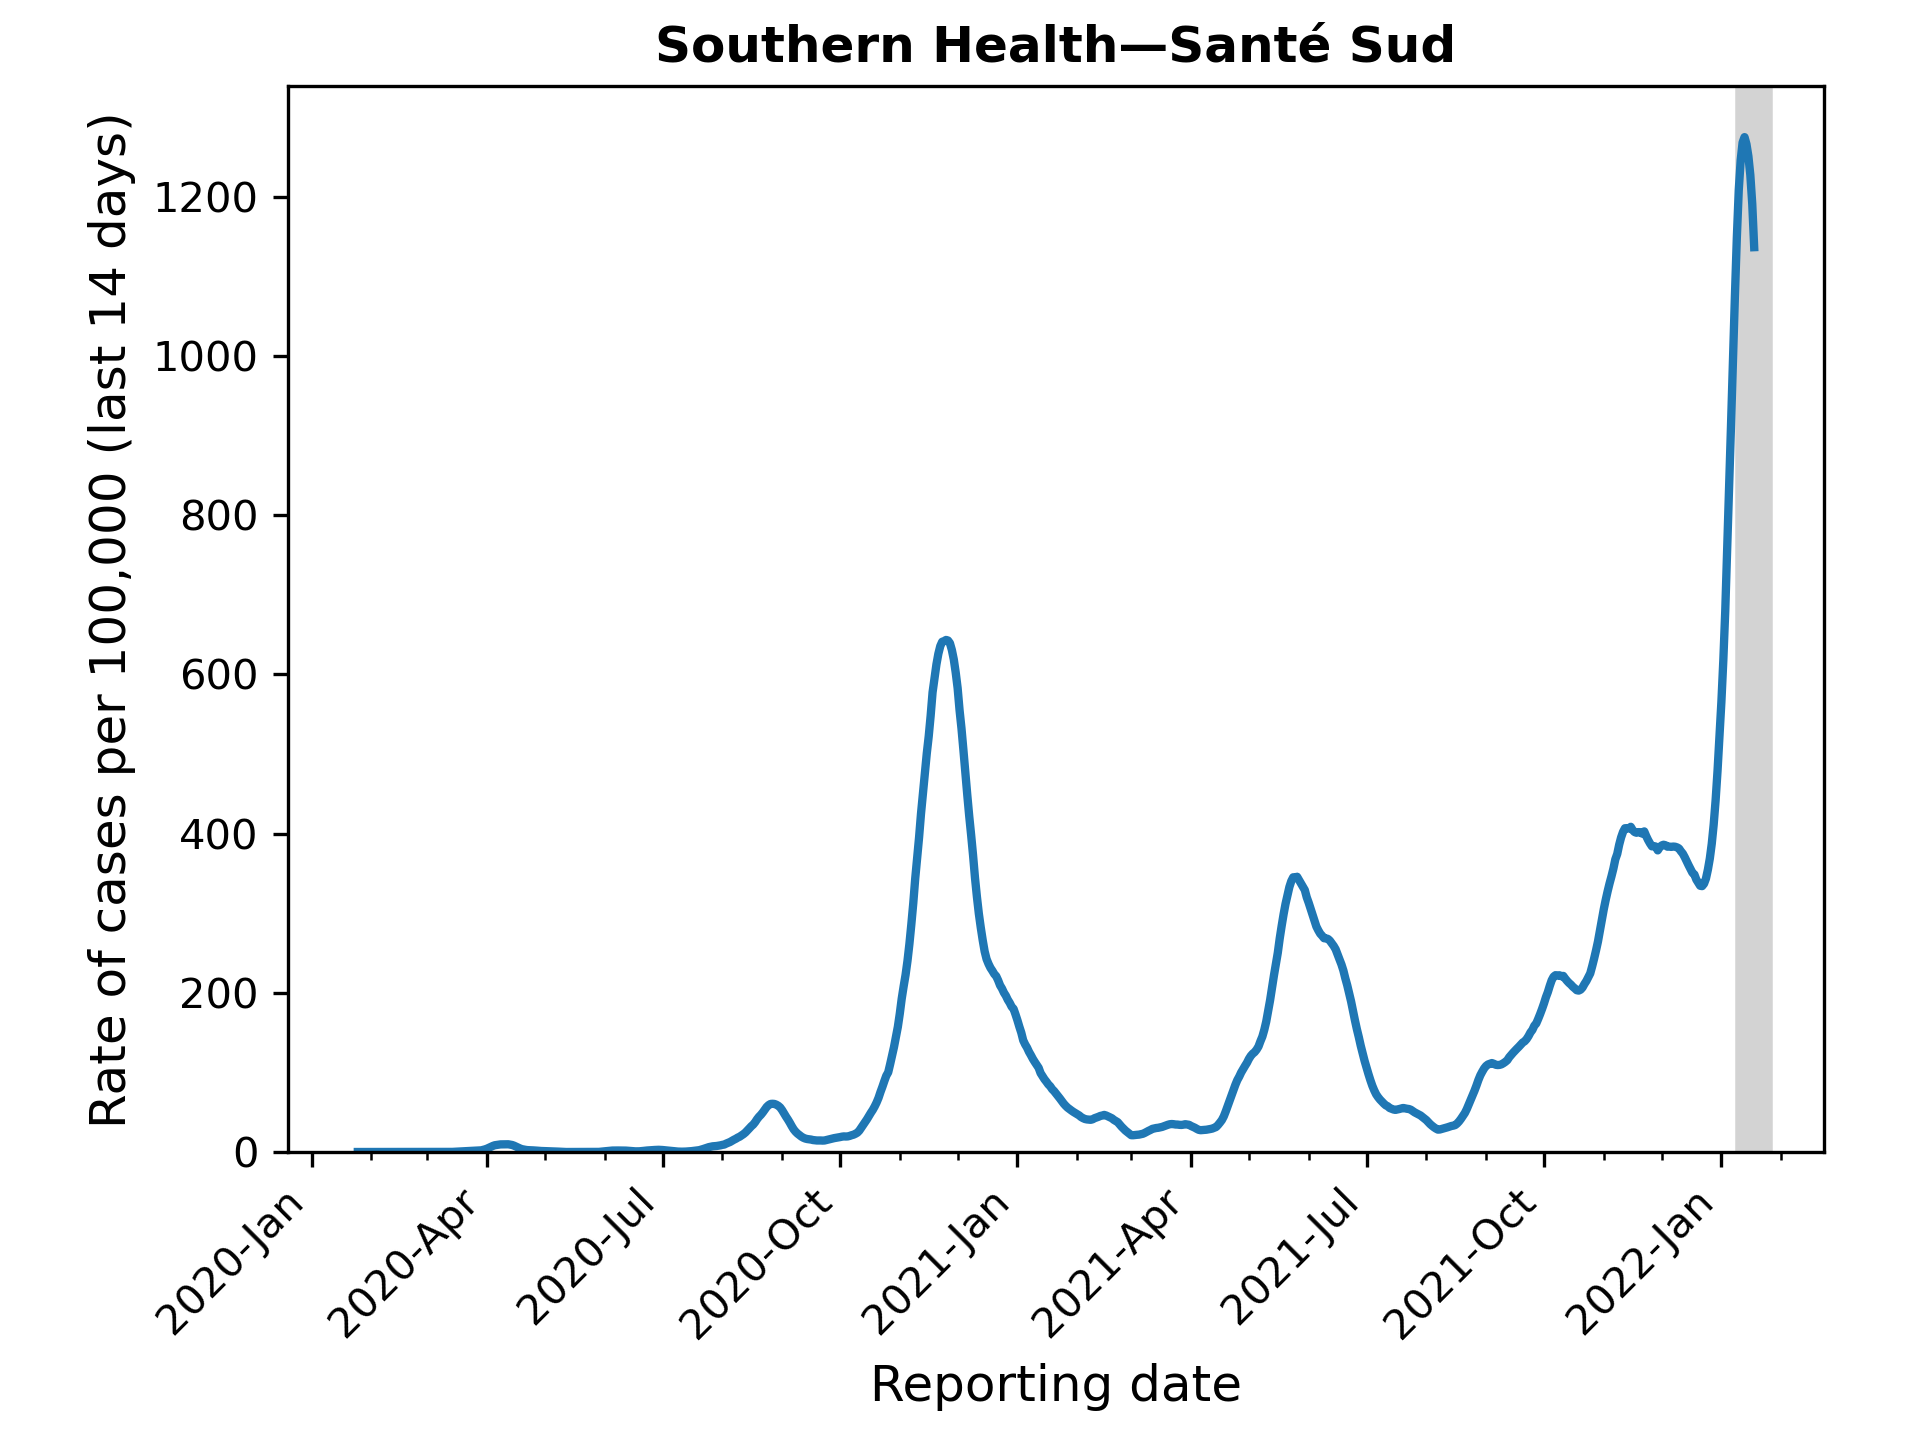 Southern Health—Santé Sud
Rate of cases per 100,000 (last 14 days)
1200
1000
800
600
400
200
0
2020-Jan
2020-Apr
2020-Jul
2020-Oct
2021-Jan
2021-Apr
2021-Jul
2021-Oct
2022-Jan
Reporting date